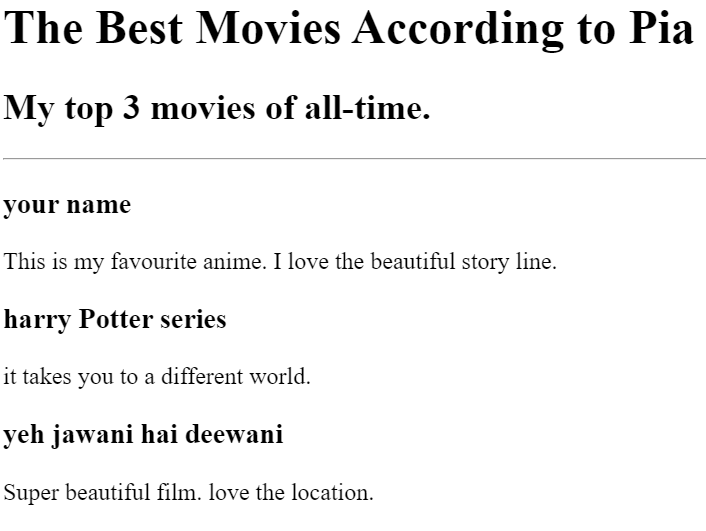 The Best Movies According to Pia
My top 3 movies of all-time.
your name
This is my favourite anime. I love the beautiful story line.
harry Potter series
it takes you to a different world.
yeh jawani hai deewani
Super beautiful film. love the location.